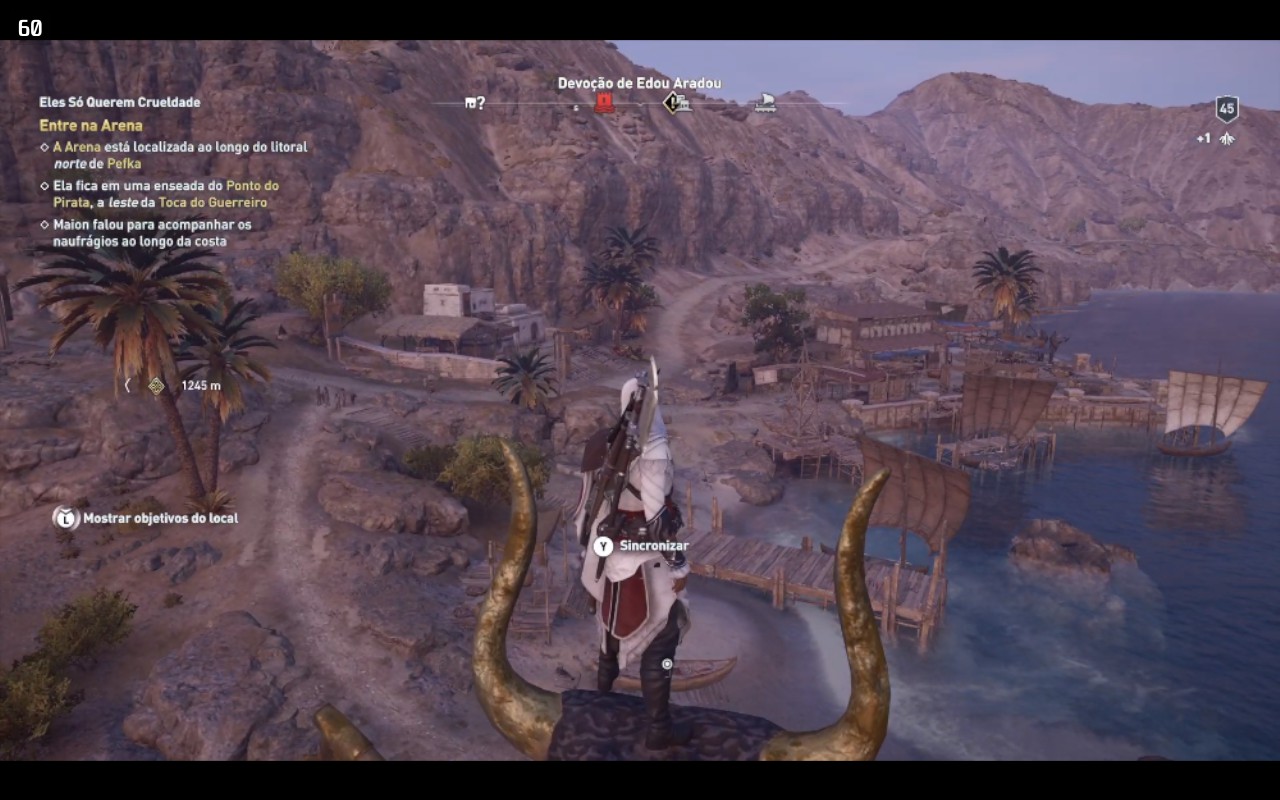 60
Devoção de Edou Aradou
Eles Só Querem Crueldade
Entre na Arena
A Arena está localizada ao longo do litoral
norte de Pefka
Ela fica em uma enseada do Ponto do
Pirata, a leste da Toca do Guerreiro
Maion falou para acompanhar os
naufrágios ao longo da costa
?
45
+1
1245 m
L Mostrar objetivos do local
Y Sincronizar